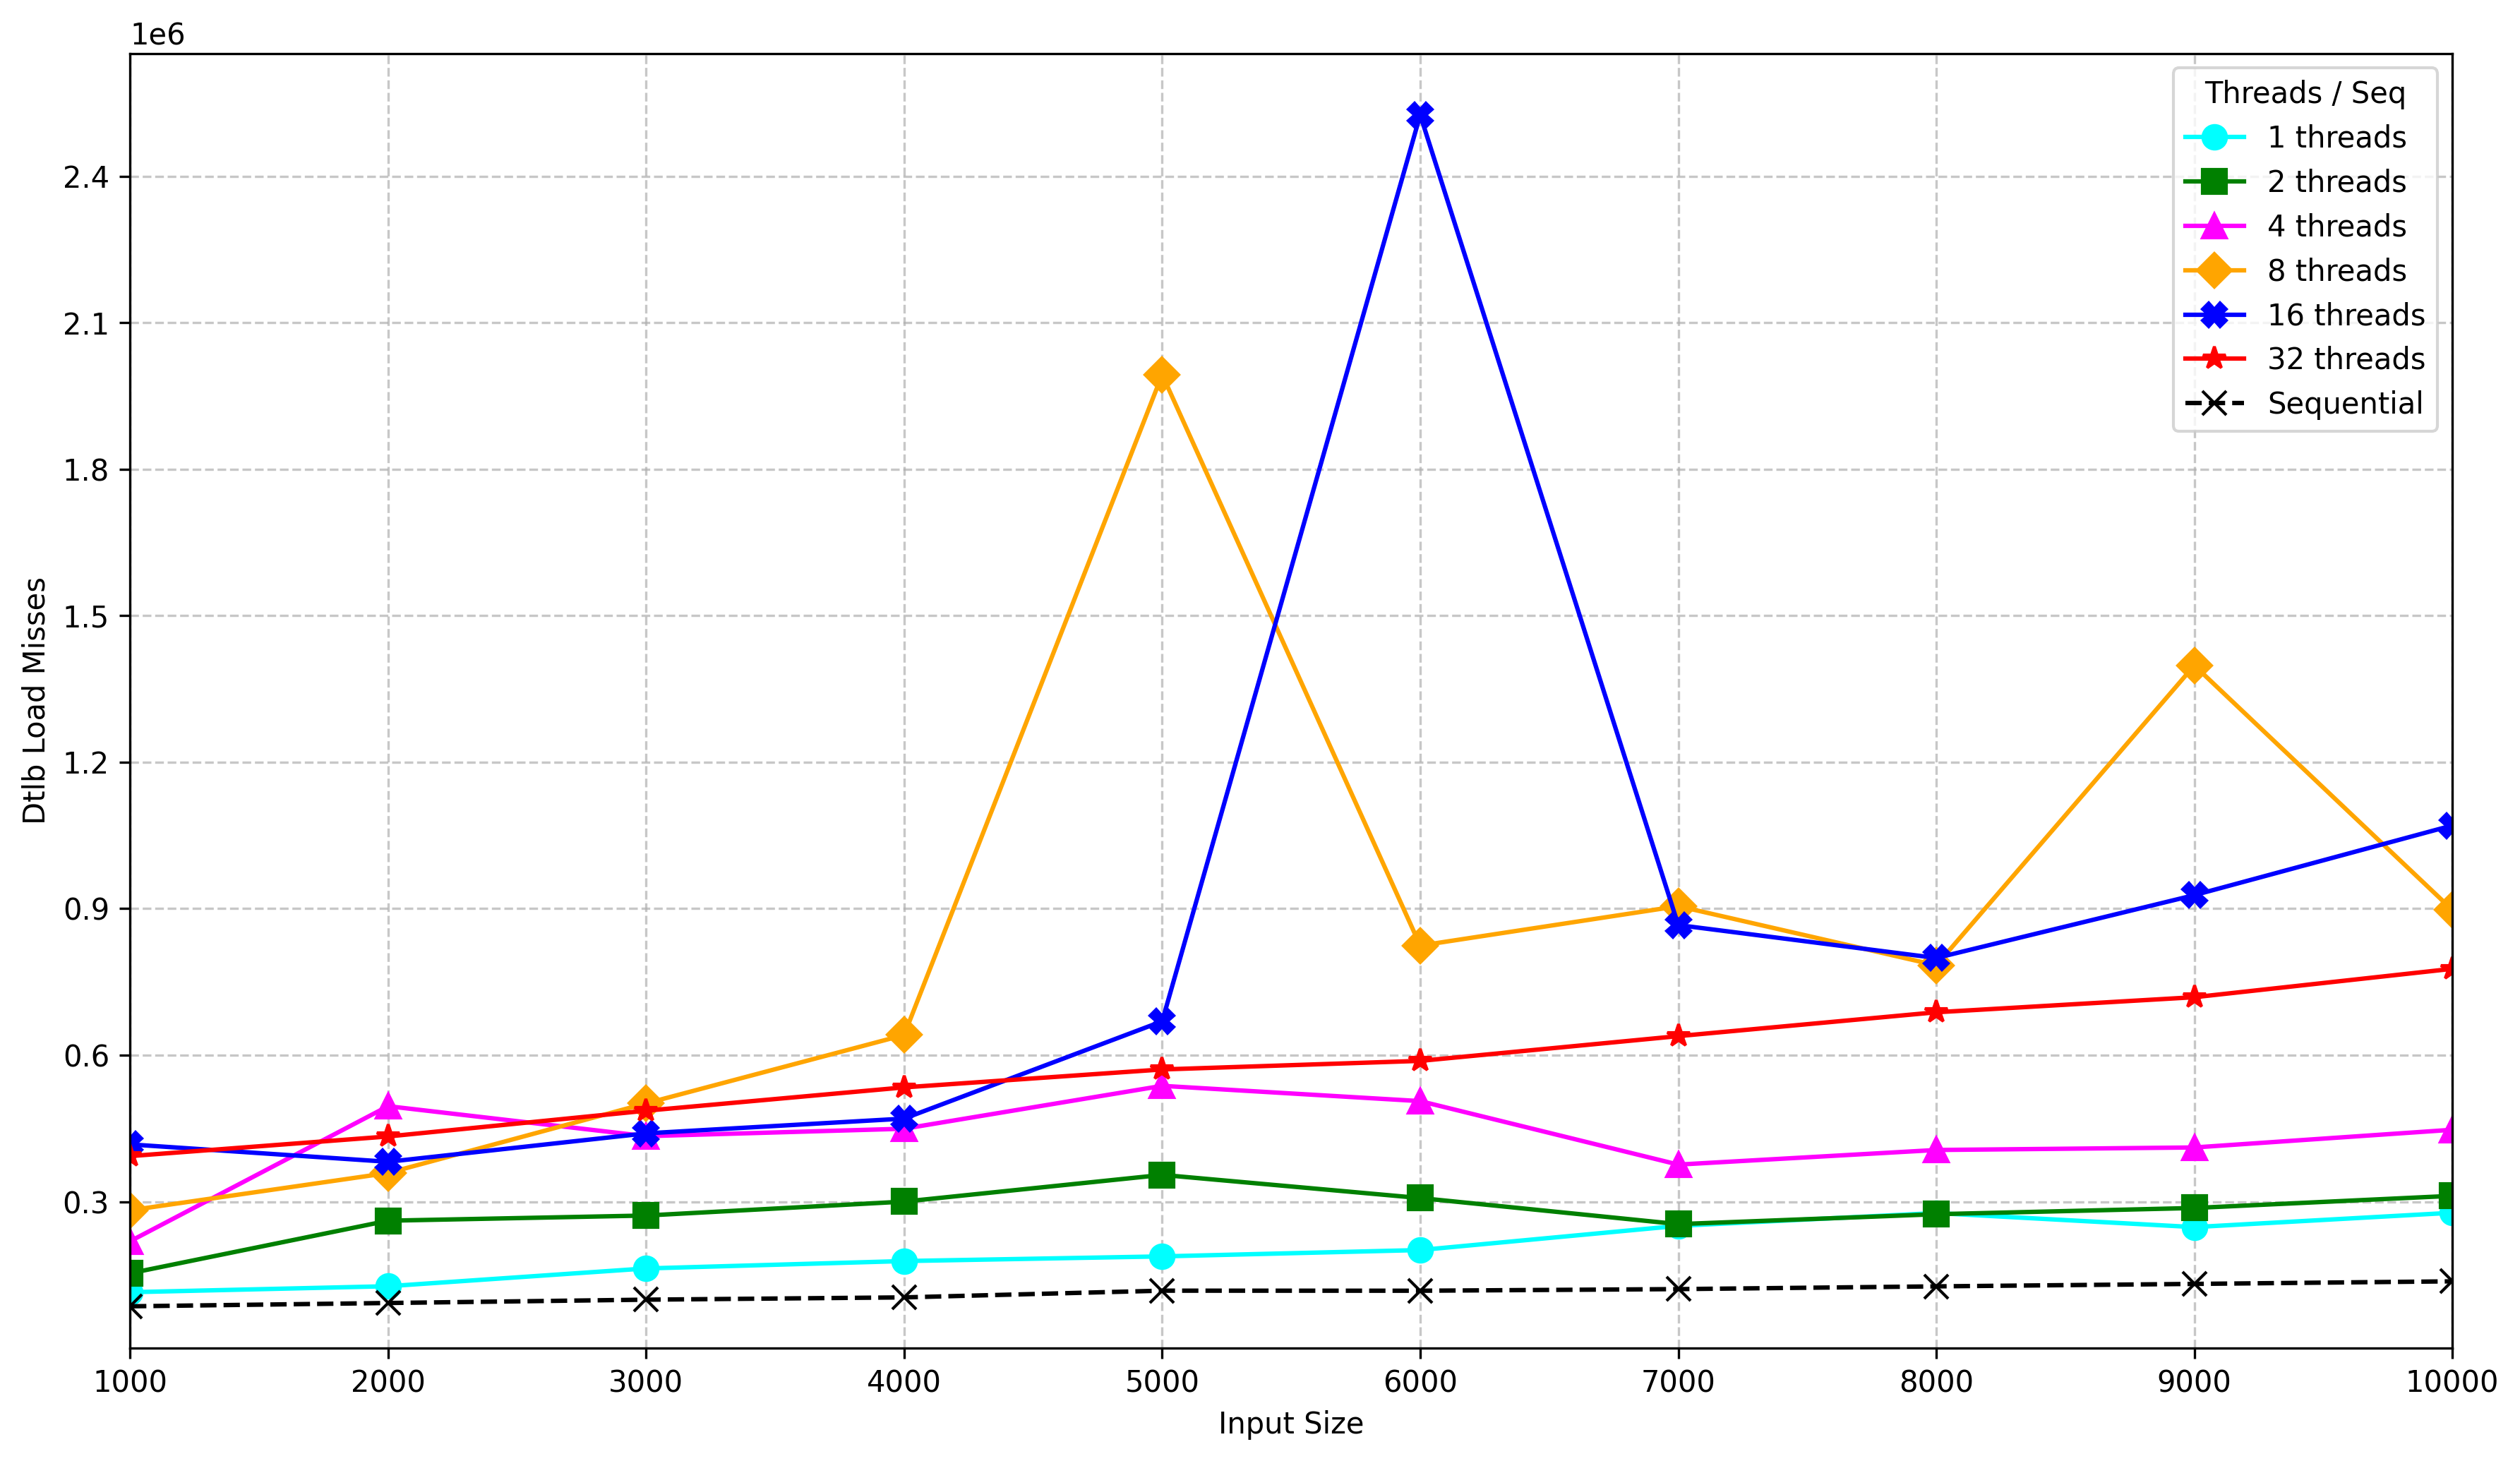 1e6
2.4
2.1
1.8
1.5
1.2
0.9
0.6
0.3
Dtlb Load Misses
1000 2000 3000 4000 5000 6000 7000 8000 9000 10000
Input Size
Threads / Seq
1 threads
2 threads
4 threads
8 threads
16 threads
32 threads
Sequential